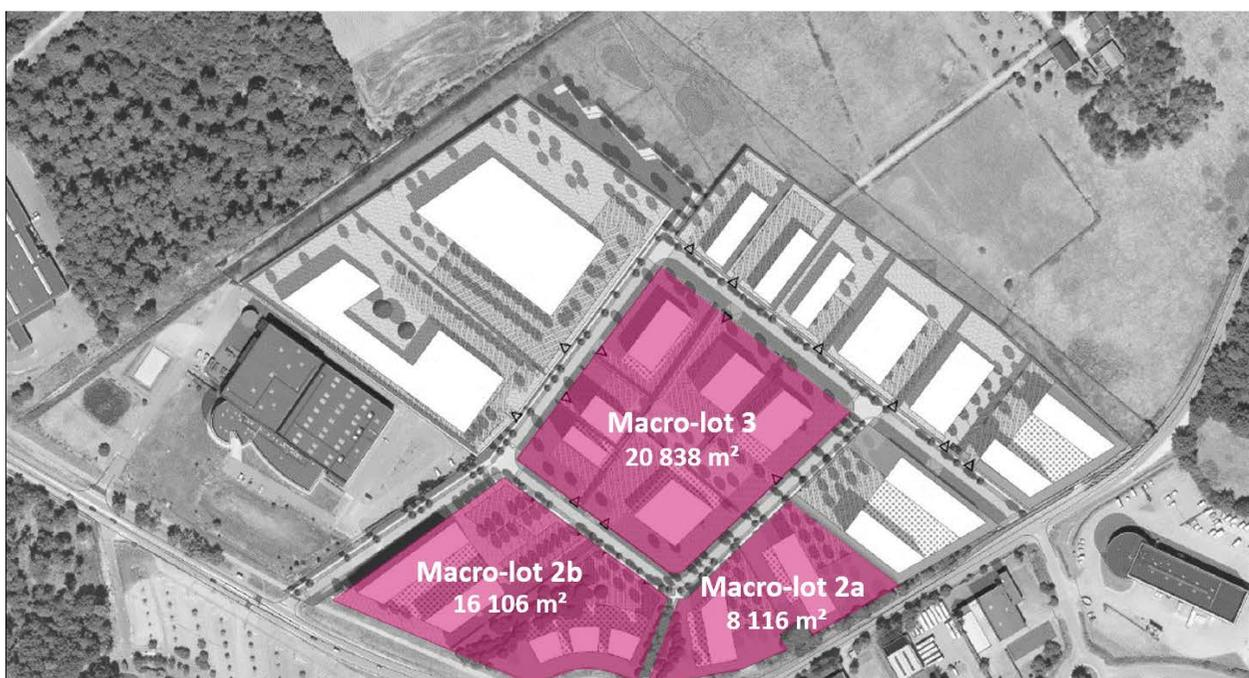 Macro-lot 3
20 838 m²
Macro-lot 2b
16 106 m²
Macro-lot 2a
8 116 m²